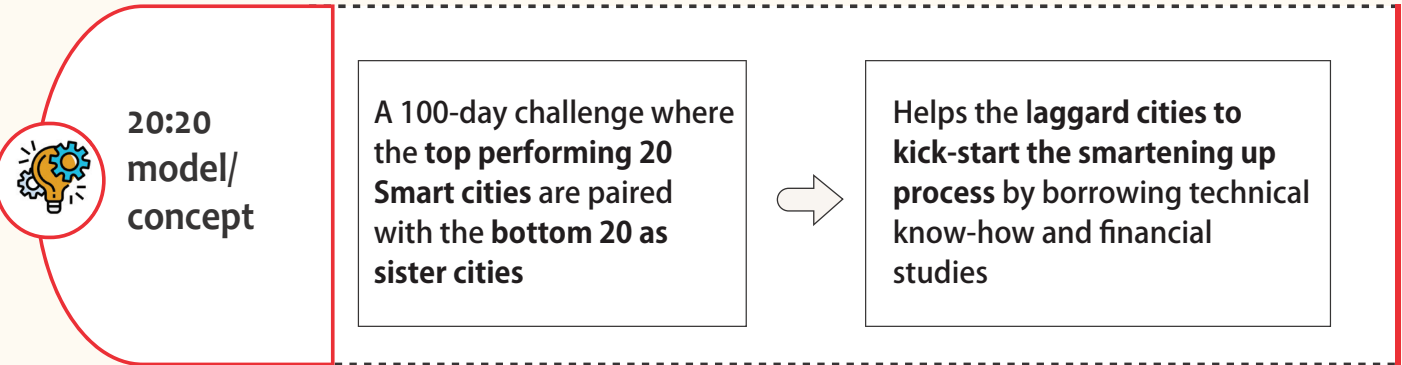 20:20
model/
concept
A 100-day challenge where
the top performing 20
Smart cities are paired
with the bottom 20 as
sister cities
Helps the laggard cities to
kick-start the smartening up
process by borrowing technical
know-how and financial
studies